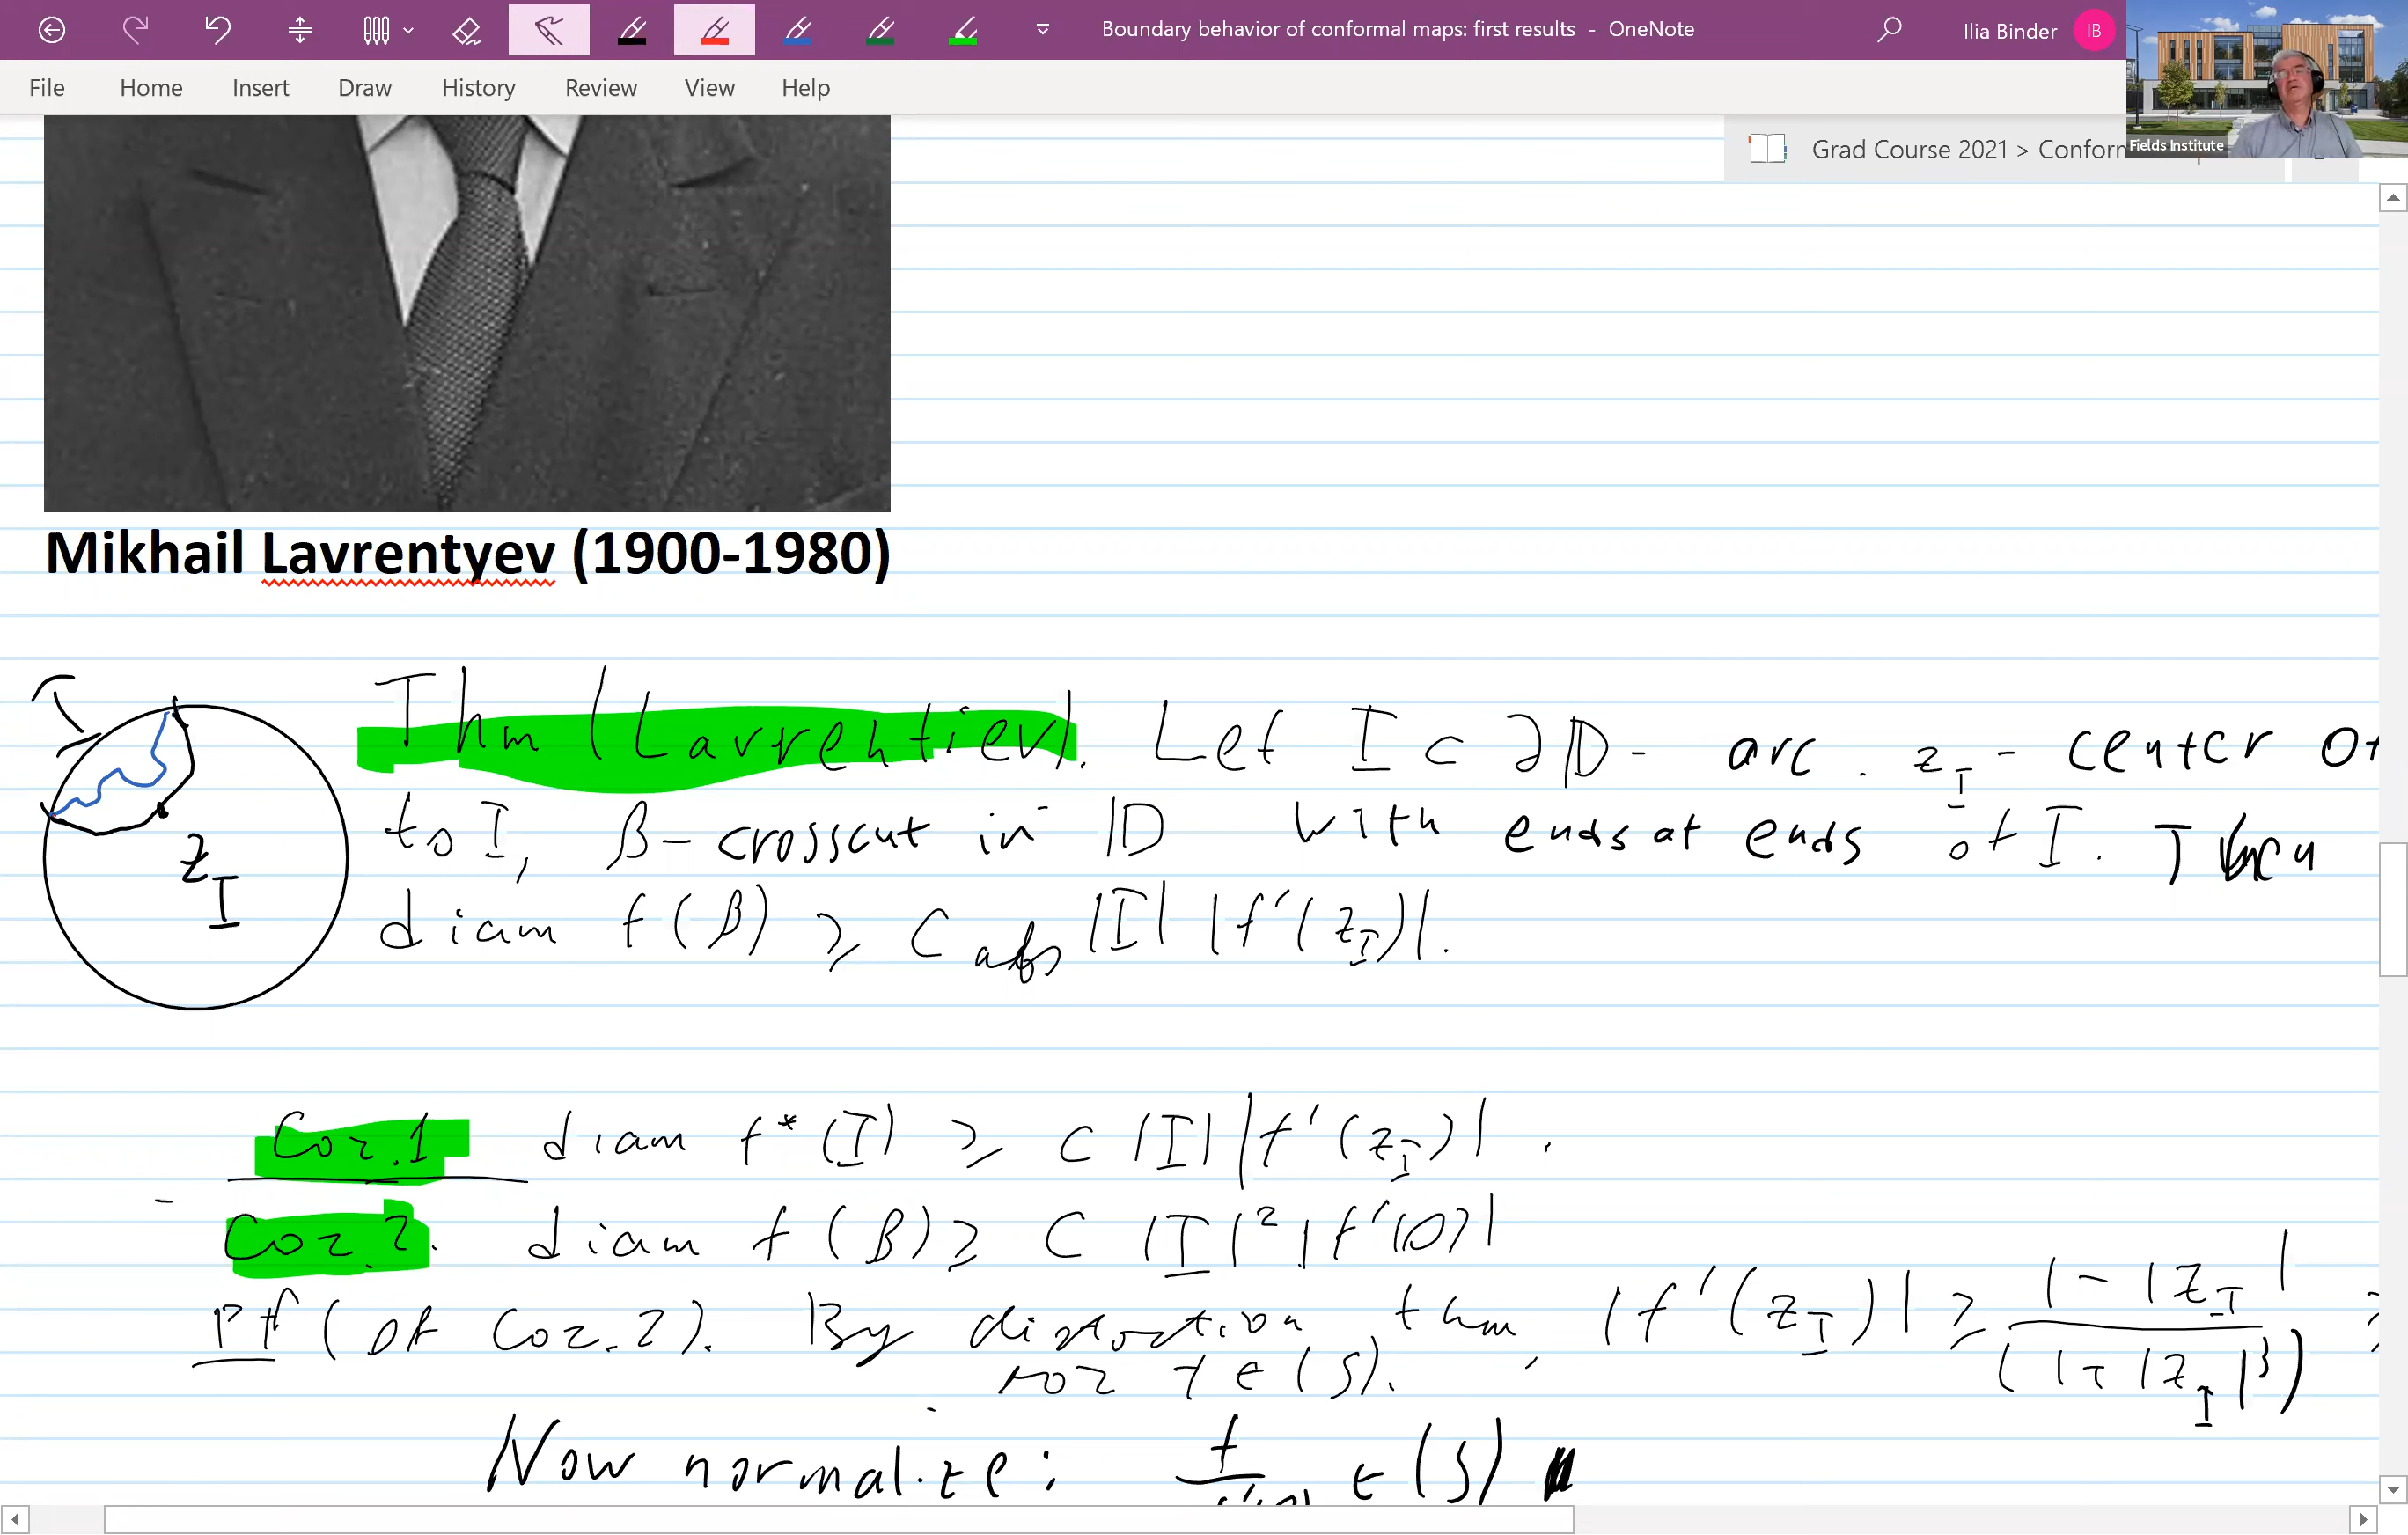 Boundary behavior of conformal maps: first results - OneNote
Ilia Binder
IB
File Home Insert Draw History Review View Help
Grad Course 2021 > Conform
Fields Institute
Mikhail Lavrentyev (1900-1980)
I
z_I
Thm (Lavrentiev). Let I ⊂ ∂𝔻 - arc. z_I - center of
to I, β - crosscut in 𝔻 with ends at ends of I. Then
diam f(β) ≥ C_abs |I| |f'(z_I)|.
Cor.1 diam f*(I) ≥ C |I| |f'(z_I)|.
Cor 2. diam f(β) ≥ C |I|² |f'(0)|
Pf (of Cor. 2). By distortion thm, |f'(z_I)| ≥ (1-|z_I|)/(1+|z_I|)³ ≥
for f ∈ (S).
Now normalize: f/f'(0) ∈ (S)